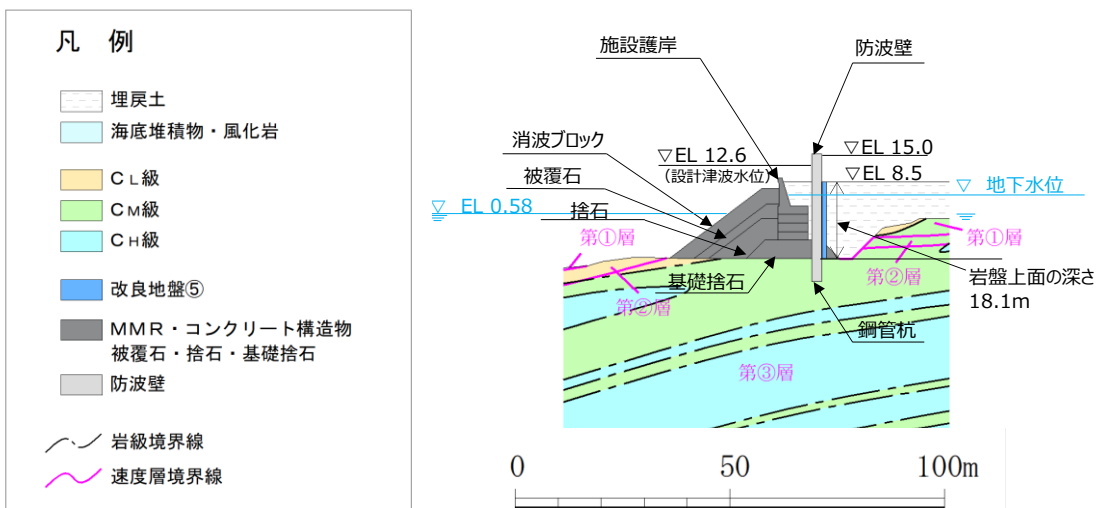 凡 例
埋戻土
海底堆積物・風化岩
CL級
CM級
CH級
改良地盤⑤
MMR・コンクリート構造物
被覆石・捨石・基礎捨石
防波壁
岩級境界線
速度層境界線
施設護岸
防波壁
消波ブロック
▽EL 12.6
(設計津波水位)
▽EL 15.0
▽EL 8.5
被覆石
▽ 地下水位
▽ EL 0.58
捨石
第①層
第①層
基礎捨石
第②層
第②層
岩盤上面の深さ
18.1m
鋼管杭
第③層
0 50 100m